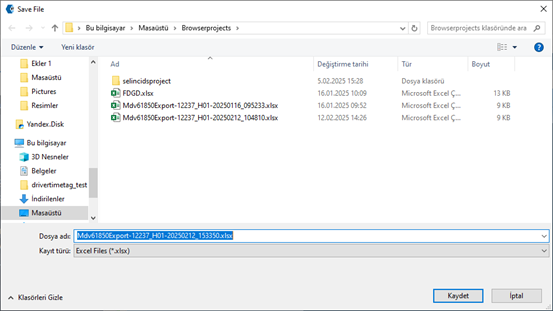 Save File
Bu bilgisayar > Masaüstü > Browserprojects
Browserprojects klasöründe ara
Düzenle
Yeni klasör
Ad
Değiştirme tarihi
Tür
Boyut
Ekler 1
Masaüstü
Pictures
Resimler
Yandex.Disk
Bu bilgisayar
3D Nesneler
Belgeler
drivertimetag_test
İndirilenler
Masaüstü
selincidsproject 5.02.2025 15:28 Dosya klasörü
FDGD.xlsx 16.01.2025 10:09 Microsoft Excel Ç... 13 KB
Mdv61850Export-12237_H01-20250116_095233.xlsx 16.01.2025 09:52 Microsoft Excel Ç... 9 KB
Mdv61850Export-12237_H01-20250212_104810.xlsx 12.02.2025 14:26 Microsoft Excel Ç... 9 KB
Dosya adı: Mdv61850Export-12237_H01-20250212_153350.xlsx
Kayıt türü: Excel Files (*.xlsx)
Klasörleri Gizle
Kaydet
İptal